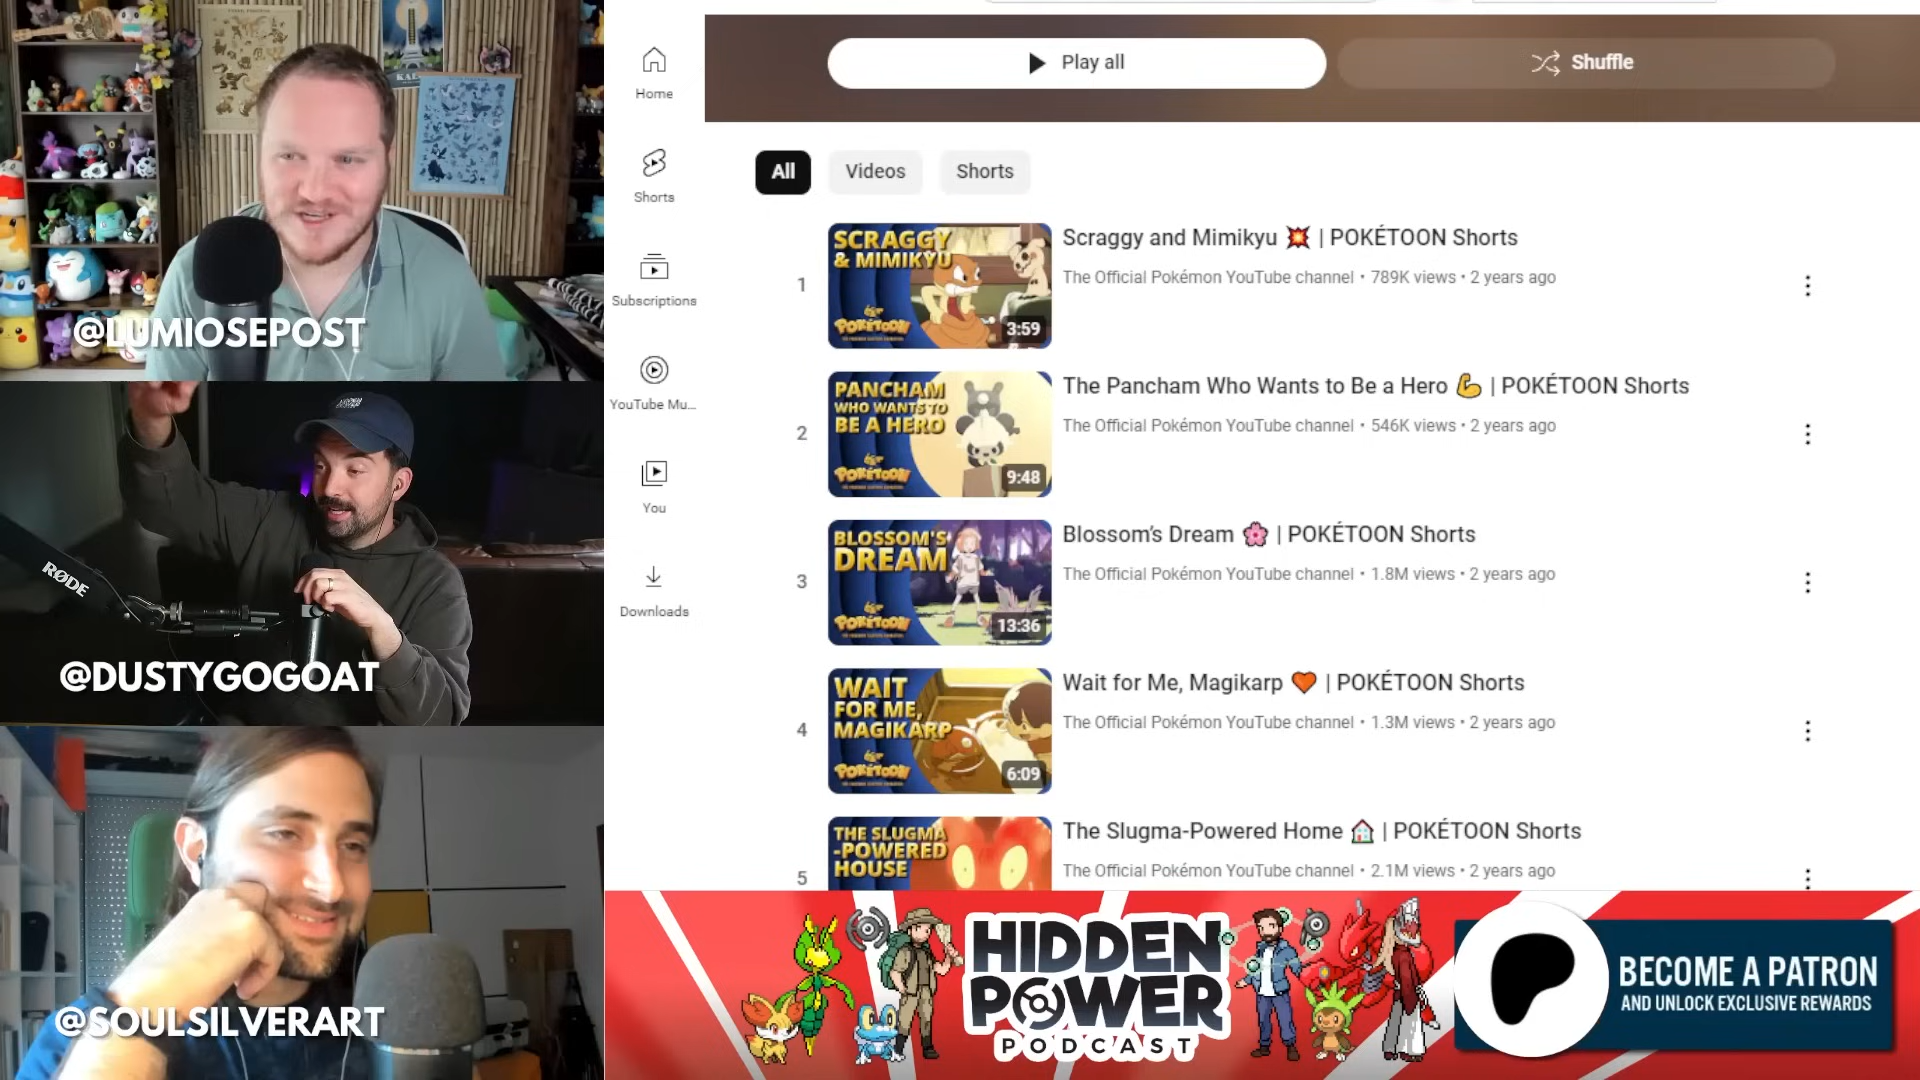 Home
Shorts
Subscriptions
YouTube Mu...
You
Downloads
Play all
Shuffle
All
Videos
Shorts
1
SCRAGGY
& MIMIKYU
POKÉTOON
3:59
Scraggy and Mimikyu 💥 | POKÉTOON Shorts
The Official Pokémon YouTube channel • 789K views • 2 years ago
2
PANCHAM
WHO WANTS TO
BE A HERO
POKÉTOON
9:48
The Pancham Who Wants to Be a Hero 💪 | POKÉTOON Shorts
The Official Pokémon YouTube channel • 546K views • 2 years ago
3
BLOSSOM'S
DREAM
POKÉTOON
13:36
Blossom's Dream 🌸 | POKÉTOON Shorts
The Official Pokémon YouTube channel • 1.8M views • 2 years ago
4
WAIT
FOR ME,
MAGIKARP
POKÉTOON
6:09
Wait for Me, Magikarp 🧡 | POKÉTOON Shorts
The Official Pokémon YouTube channel • 1.3M views • 2 years ago
5
THE SLUGMA
-POWERED
HOUSE
The Slugma-Powered Home 🏠 | POKÉTOON Shorts
The Official Pokémon YouTube channel • 2.1M views • 2 years ago
@LUMIOSEPOST
RØDE
@DUSTYGOGOAT
@SOULSILVERART
HIDDEN
POWER
PODCAST
BECOME A PATRON
AND UNLOCK EXCLUSIVE REWARDS